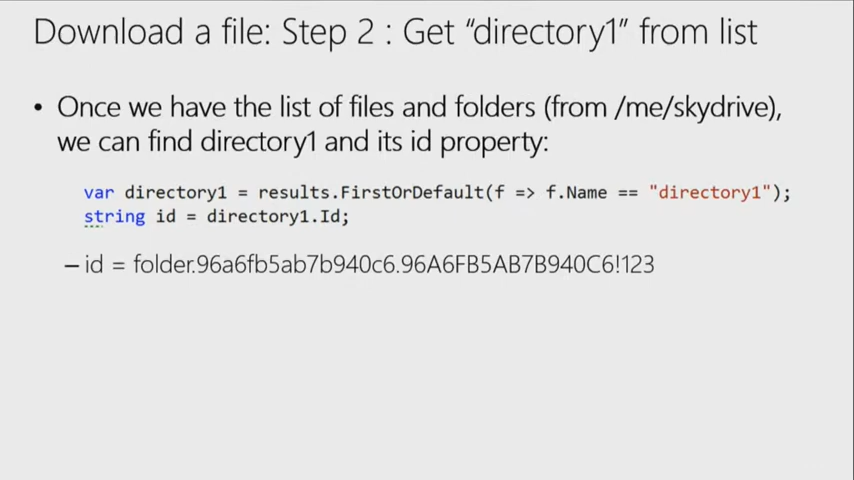 Download a file: Step 2 : Get “directory1” from list
• Once we have the list of files and folders (from /me/skydrive),
we can find directory1 and its id property:
var directory1 = results.FirstOrDefault(f => f.Name == "directory1");
string id = directory1.Id;
– id = folder.96a6fb5ab7b940c6.96A6FB5AB7B940C6!123